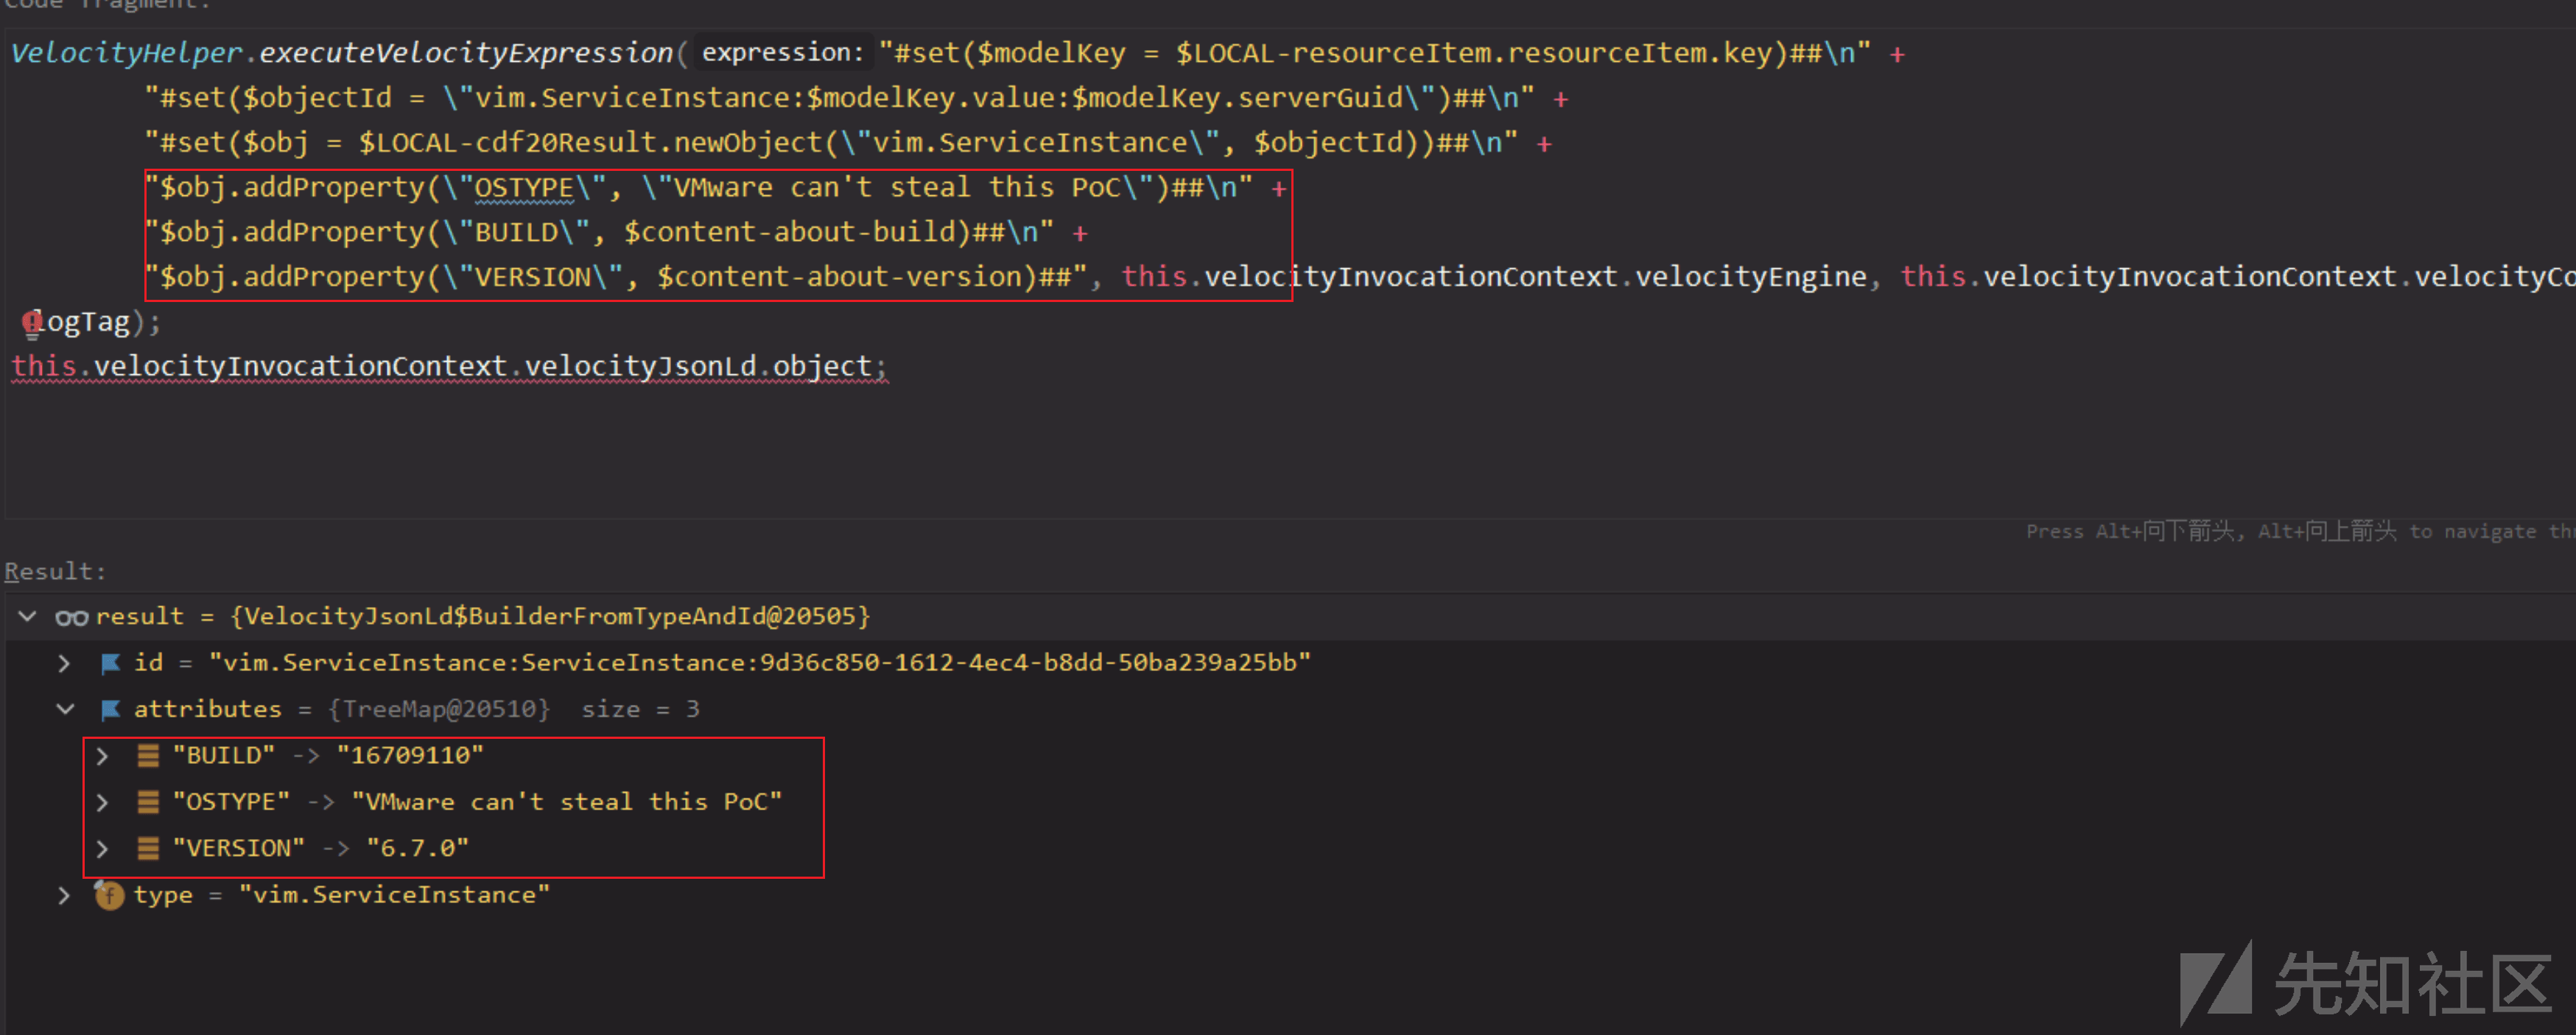 Code fragment:
VelocityHelper.executeVelocityExpression( expression: "#set($modelKey = $LOCAL-resourceItem.resourceItem.key)##\n" +
"#set($objectId = \"vim.ServiceInstance:$modelKey.value:$modelKey.serverGuid\")##\n" +
"#set($obj = $LOCAL-cdf20Result.newObject(\"vim.ServiceInstance\", $objectId))##\n" +
"$obj.addProperty(\"OSTYPE\", \"VMware can't steal this PoC\")##\n" +
"$obj.addProperty(\"BUILD\", $content-about-build)##\n" +
"$obj.addProperty(\"VERSION\", $content-about-version)##", this.velocityInvocationContext.velocityEngine, this.velocityInvocationContext.velocityCo
logTag);
this.velocityInvocationContext.velocityJsonLd.object;
Press Alt+向下箭头, Alt+向上箭头 to navigate th
Result:
result = {VelocityJsonLd$BuilderFromTypeAndId@20505}
id = "vim.ServiceInstance:ServiceInstance:9d36c850-1612-4ec4-b8dd-50ba239a25bb"
attributes = {TreeMap@20510} size = 3
"BUILD" -> "16709110"
"OSTYPE" -> "VMware can't steal this PoC"
"VERSION" -> "6.7.0"
type = "vim.ServiceInstance"
先知社区